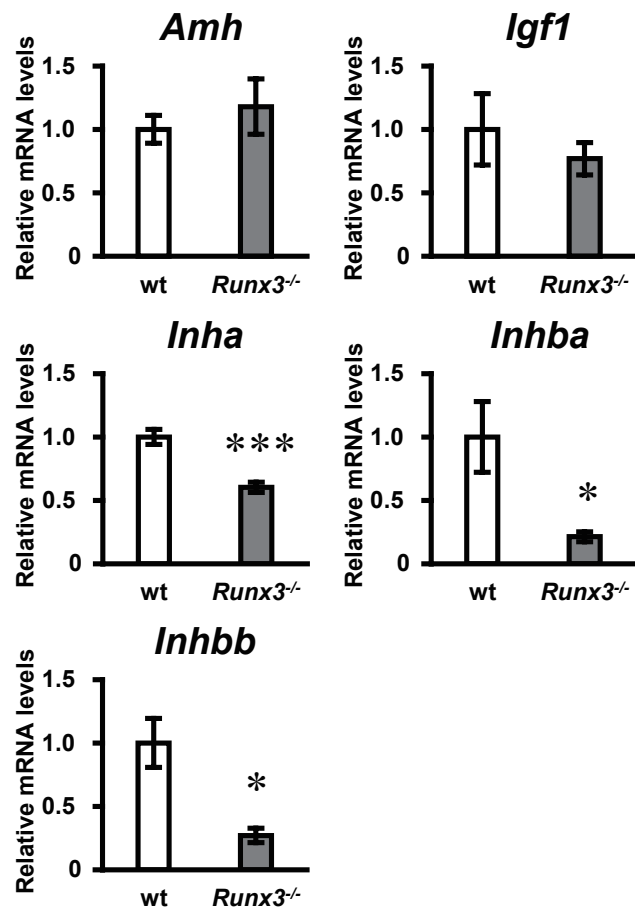 Amh
Relative mRNA levels
1.5
1.0
0.5
0
wt Runx3-/-
Igf1
Relative mRNA levels
1.5
1.0
0.5
0
wt Runx3-/-
Inha
Relative mRNA levels
1.5
1.0
0.5
0
***
wt Runx3-/-
Inhba
Relative mRNA levels
1.5
1.0
0.5
0
*
wt Runx3-/-
Inhbb
Relative mRNA levels
1.5
1.0
0.5
0
*
wt Runx3-/-